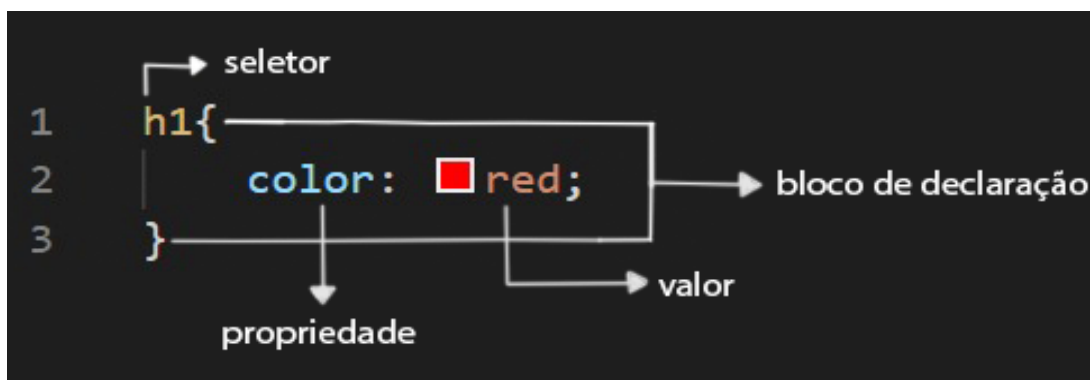 seletor
1 h1{
2 color: red;
bloco de declaração
3 }
valor
propriedade